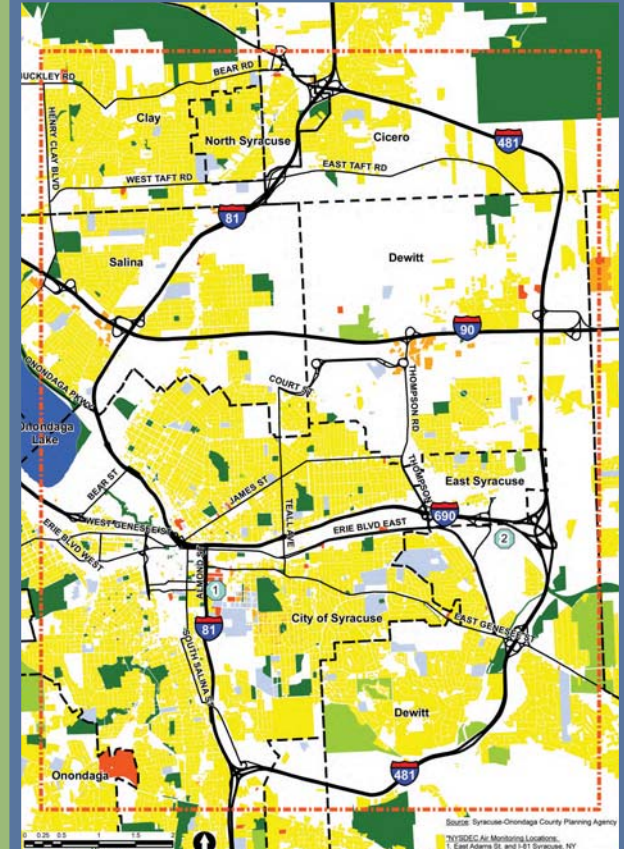 BUCKLEY RD
BEAR RD
HENRY CLAY BLVD
Clay
North Syracuse
Cicero
481
WEST TAFT RD
EAST TAFT RD
81
Salina
Dewitt
90
ONONDAGA PKWY
COURT ST
THOMPSON RD
Onondaga
Lake
BEAR ST
JAMES ST
TEALL AVE
THOMPSON
East Syracuse
690
WEST GENESEE S
ERIE BLVD EAST
ERIE BLVD WEST
2
ALMOND S
1
City of Syracuse
81
EAST GENESEE ST
SOUTH SALINA S
Dewitt
481
Onondaga
Source: Syracuse-Onondaga County Planning Agency
0 0.25 0.5 1 1.5 2
*NYSDEC Air Monitoring Locations:
1. East Adams St. and I-81 Syracuse, NY